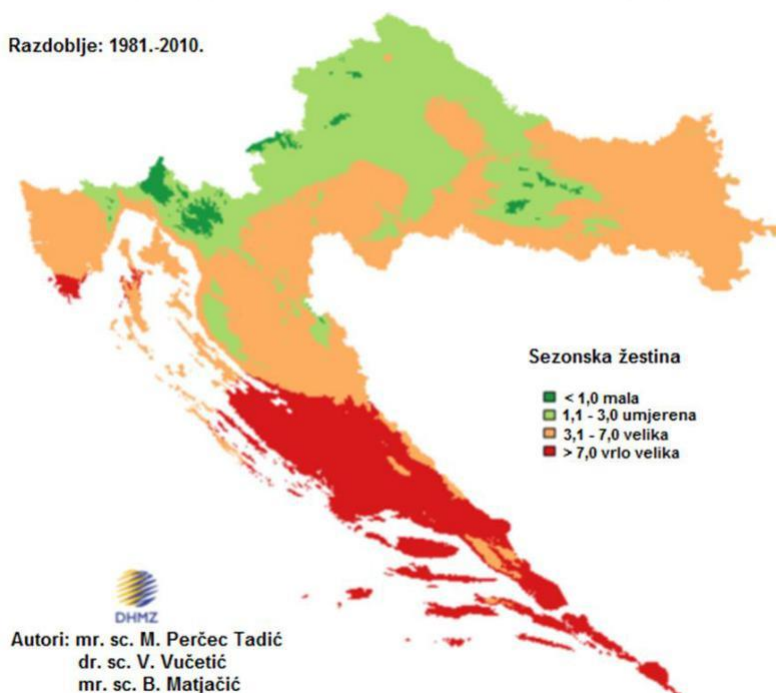 Razdoblje: 1981.-2010.
Sezonska žestina
< 1,0 mala
1,1 - 3,0 umjerena
3,1 - 7,0 velika
> 7,0 vrlo velika
DHMZ
Autori: mr. sc. M. Perčec Tadić
dr. sc. V. Vučetić
mr. sc. B. Matjačić